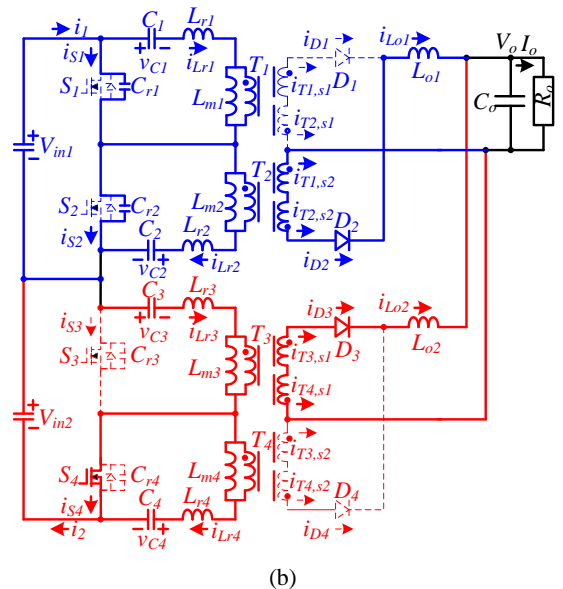 i1 C1 Lr1 iD1 iLo1 Vo Io
iS1 vC1 iLr1 T1 D1 Lo1
S1 Cr1 Lm1 iT1,s1 Co Ro
iT2,s1
Vin1
T2 iT1,s2
S2 Cr2 Lm2 iT2,s2
iS2 C2 Lr2 D2
vC2 iLr2 iD2
C3 Lr3 iD3 iLo2
iS3 vC3 iLr3 T3 D3 Lo2
S3 Cr3 Lm3 iT3,s1
iT4,s1
Vin2
T4 iT3,s2
S4 Cr4 Lm4 iT4,s2
iS4 C4 Lr4 D4
i2 vC4 iLr4 iD4
(b)